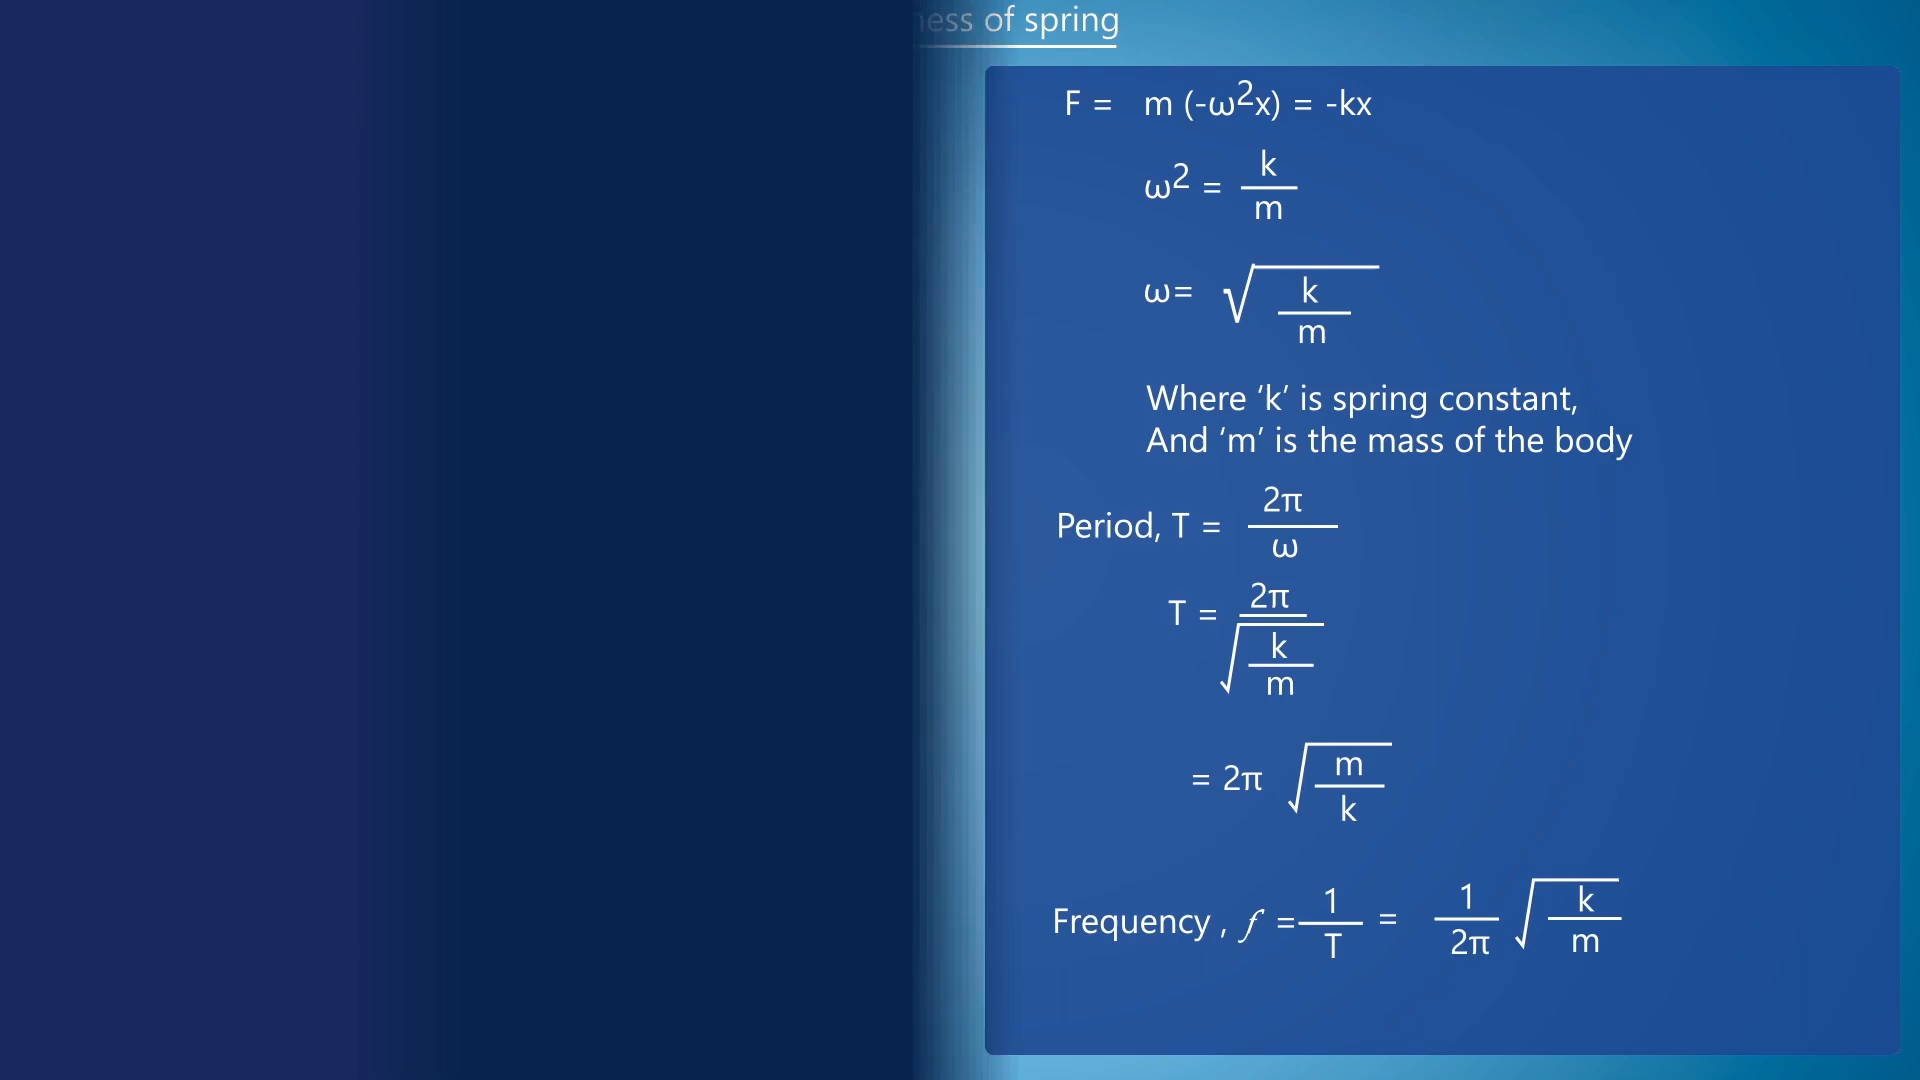 of spring
F = m (-ω²x) = -kx
ω² = k/m
ω= √(k/m)
Where ‘k’ is spring constant,
And ‘m’ is the mass of the body
Period, T = 2π/ω
T = 2π/√(k/m)
= 2π √(m/k)
Frequency , f = 1/T = 1/2π √(k/m)